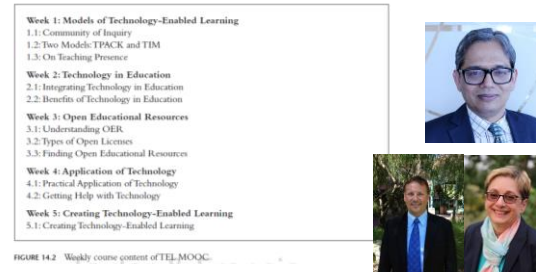 Week 1: Models of Technology-Enabled Learning
1.1: Community of Inquiry
1.2: Two Models: TPACK and TIM
1.3: On Teaching Presence
Week 2: Technology in Education
2.1: Integrating Technology in Education
2.2: Benefits of Technology in Education
Week 3: Open Educational Resources
3.1: Understanding OER
3.2: Types of Open Licenses
3.3: Finding Open Educational Resources
Week 4: Application of Technology
4.1: Practical Application of Technology
4.2: Getting Help with Technology
Week 5: Creating Technology-Enabled Learning
5.1: Creating Technology-Enabled Learning
FIGURE 14.2 Weekly course content of TEL MOOC